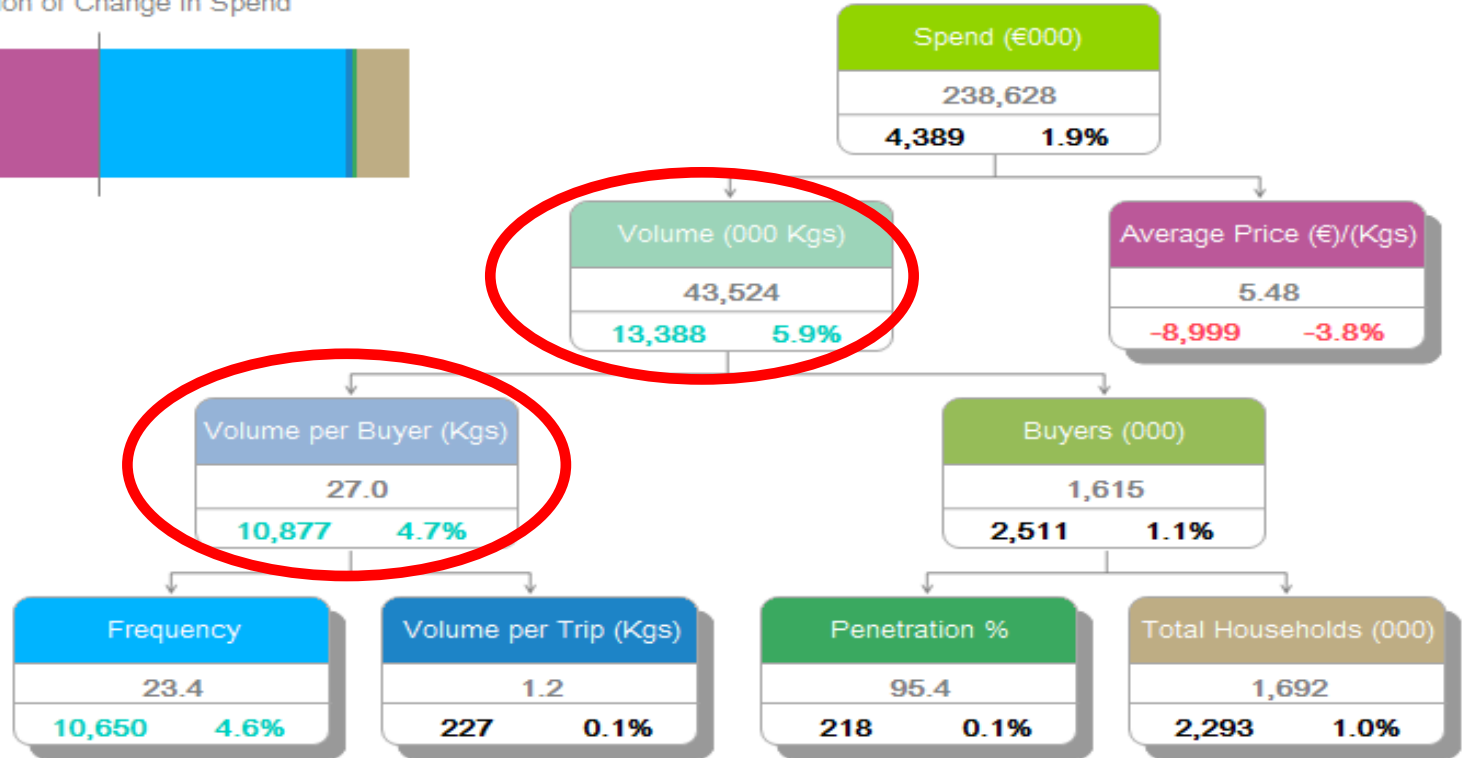 of Change in Spend
Spend (€000)
238,628
4,389 1.9%
Volume (000 Kgs)
43,524
13,388 5.9%
Average Price (€)/(Kgs)
5.48
-8,999 -3.8%
Volume per Buyer (Kgs)
27.0
10,877 4.7%
Buyers (000)
1,615
2,511 1.1%
Frequency
23.4
10,650 4.6%
Volume per Trip (Kgs)
1.2
227 0.1%
Penetration %
95.4
218 0.1%
Total Households (000)
1,692
2,293 1.0%